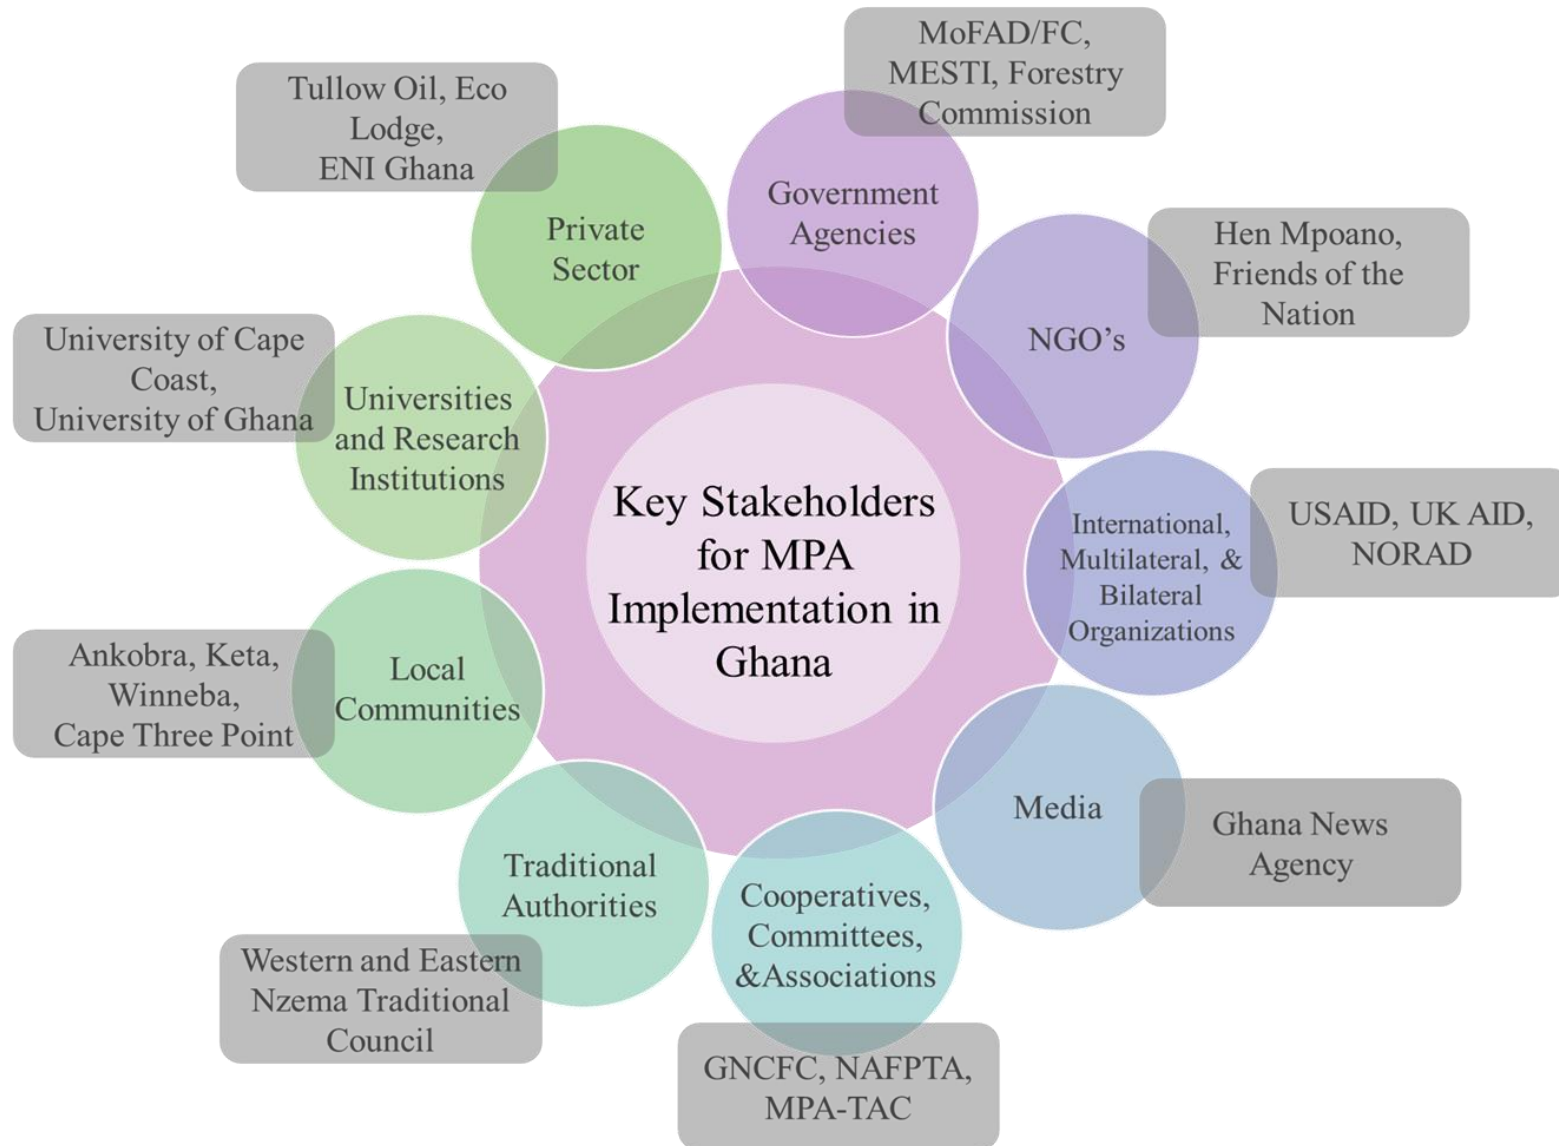 Key Stakeholders
for MPA
Implementation in
Ghana
MoFAD/FC,
MESTI, Forestry
Commission
Government
Agencies
Hen Mpoano,
Friends of the
Nation
NGO’s
USAID, UK AID,
NORAD
International,
Multilateral, &
Bilateral
Organizations
Ghana News
Agency
Media
Cooperatives,
Committees,
&Associations
GNCFC, NAFPTA,
MPA-TAC
Traditional
Authorities
Western and Eastern
Nzema Traditional
Council
Local
Communities
Ankobra, Keta,
Winneba,
Cape Three Point
Universities
and Research
Institutions
University of Cape
Coast,
University of Ghana
Private
Sector
Tullow Oil, Eco
Lodge,
ENI Ghana